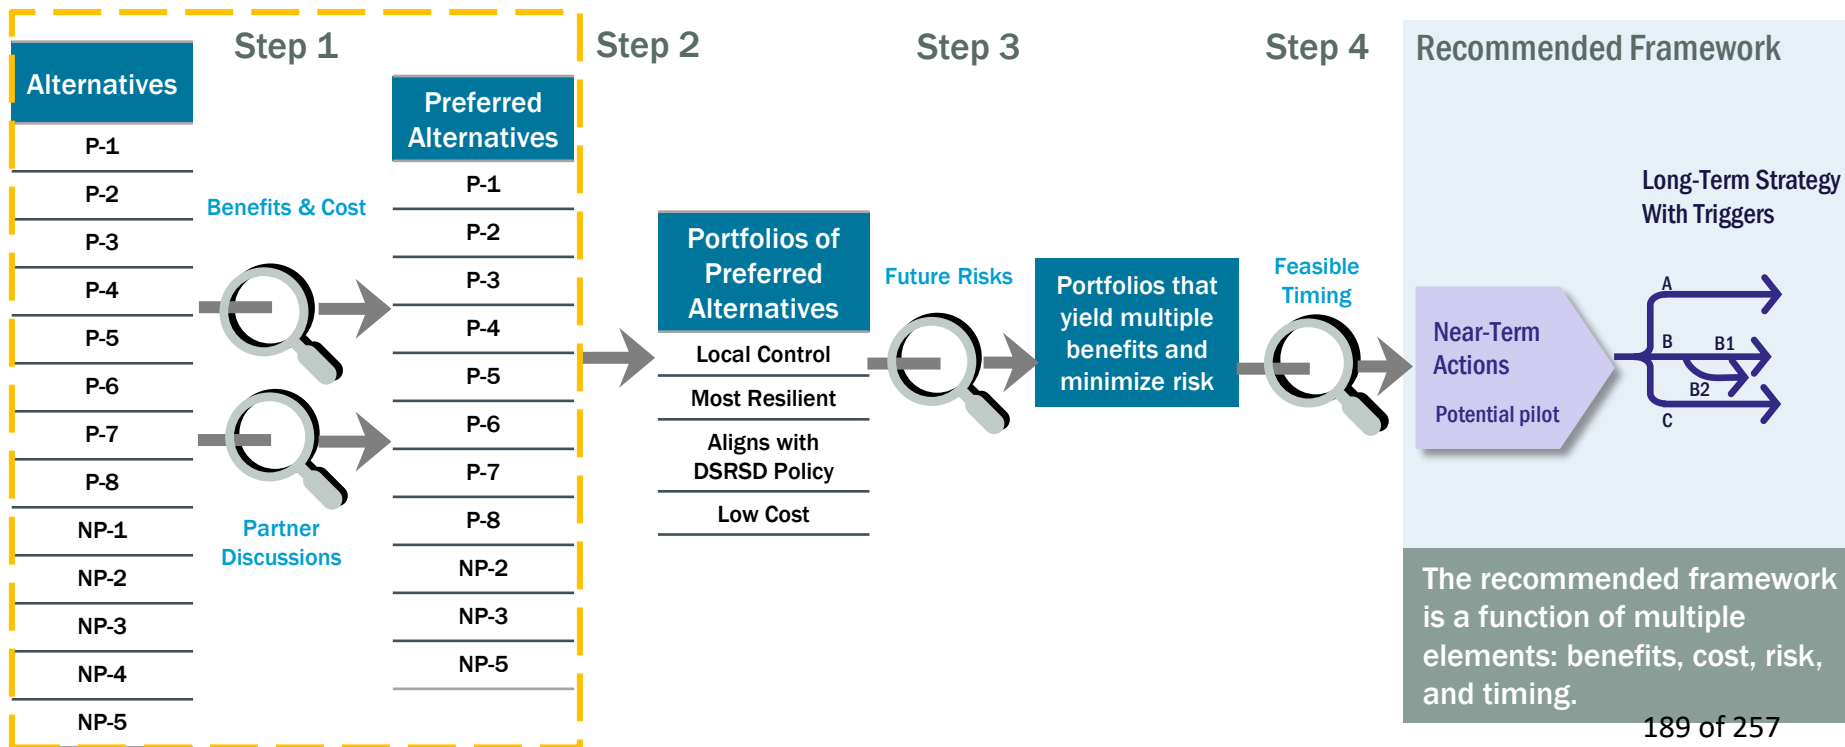 Step 1
Step 2
Step 3
Step 4
Recommended Framework
Alternatives
P-1
P-2
P-3
P-4
P-5
P-6
P-7
P-8
NP-1
NP-2
NP-3
NP-4
NP-5
Benefits & Cost
Partner
Discussions
Preferred
Alternatives
P-1
P-2
P-3
P-4
P-5
P-6
P-7
P-8
NP-2
NP-3
NP-5
Portfolios of
Preferred
Alternatives
Local Control
Most Resilient
Aligns with
DSRSD Policy
Low Cost
Future Risks
Portfolios that
yield multiple
benefits and
minimize risk
Feasible
Timing
Near-Term
Actions
Potential pilot
Long-Term Strategy
With Triggers
A
B
B1
B2
C
The recommended framework
is a function of multiple
elements: benefits, cost, risk,
and timing.
189 of 257